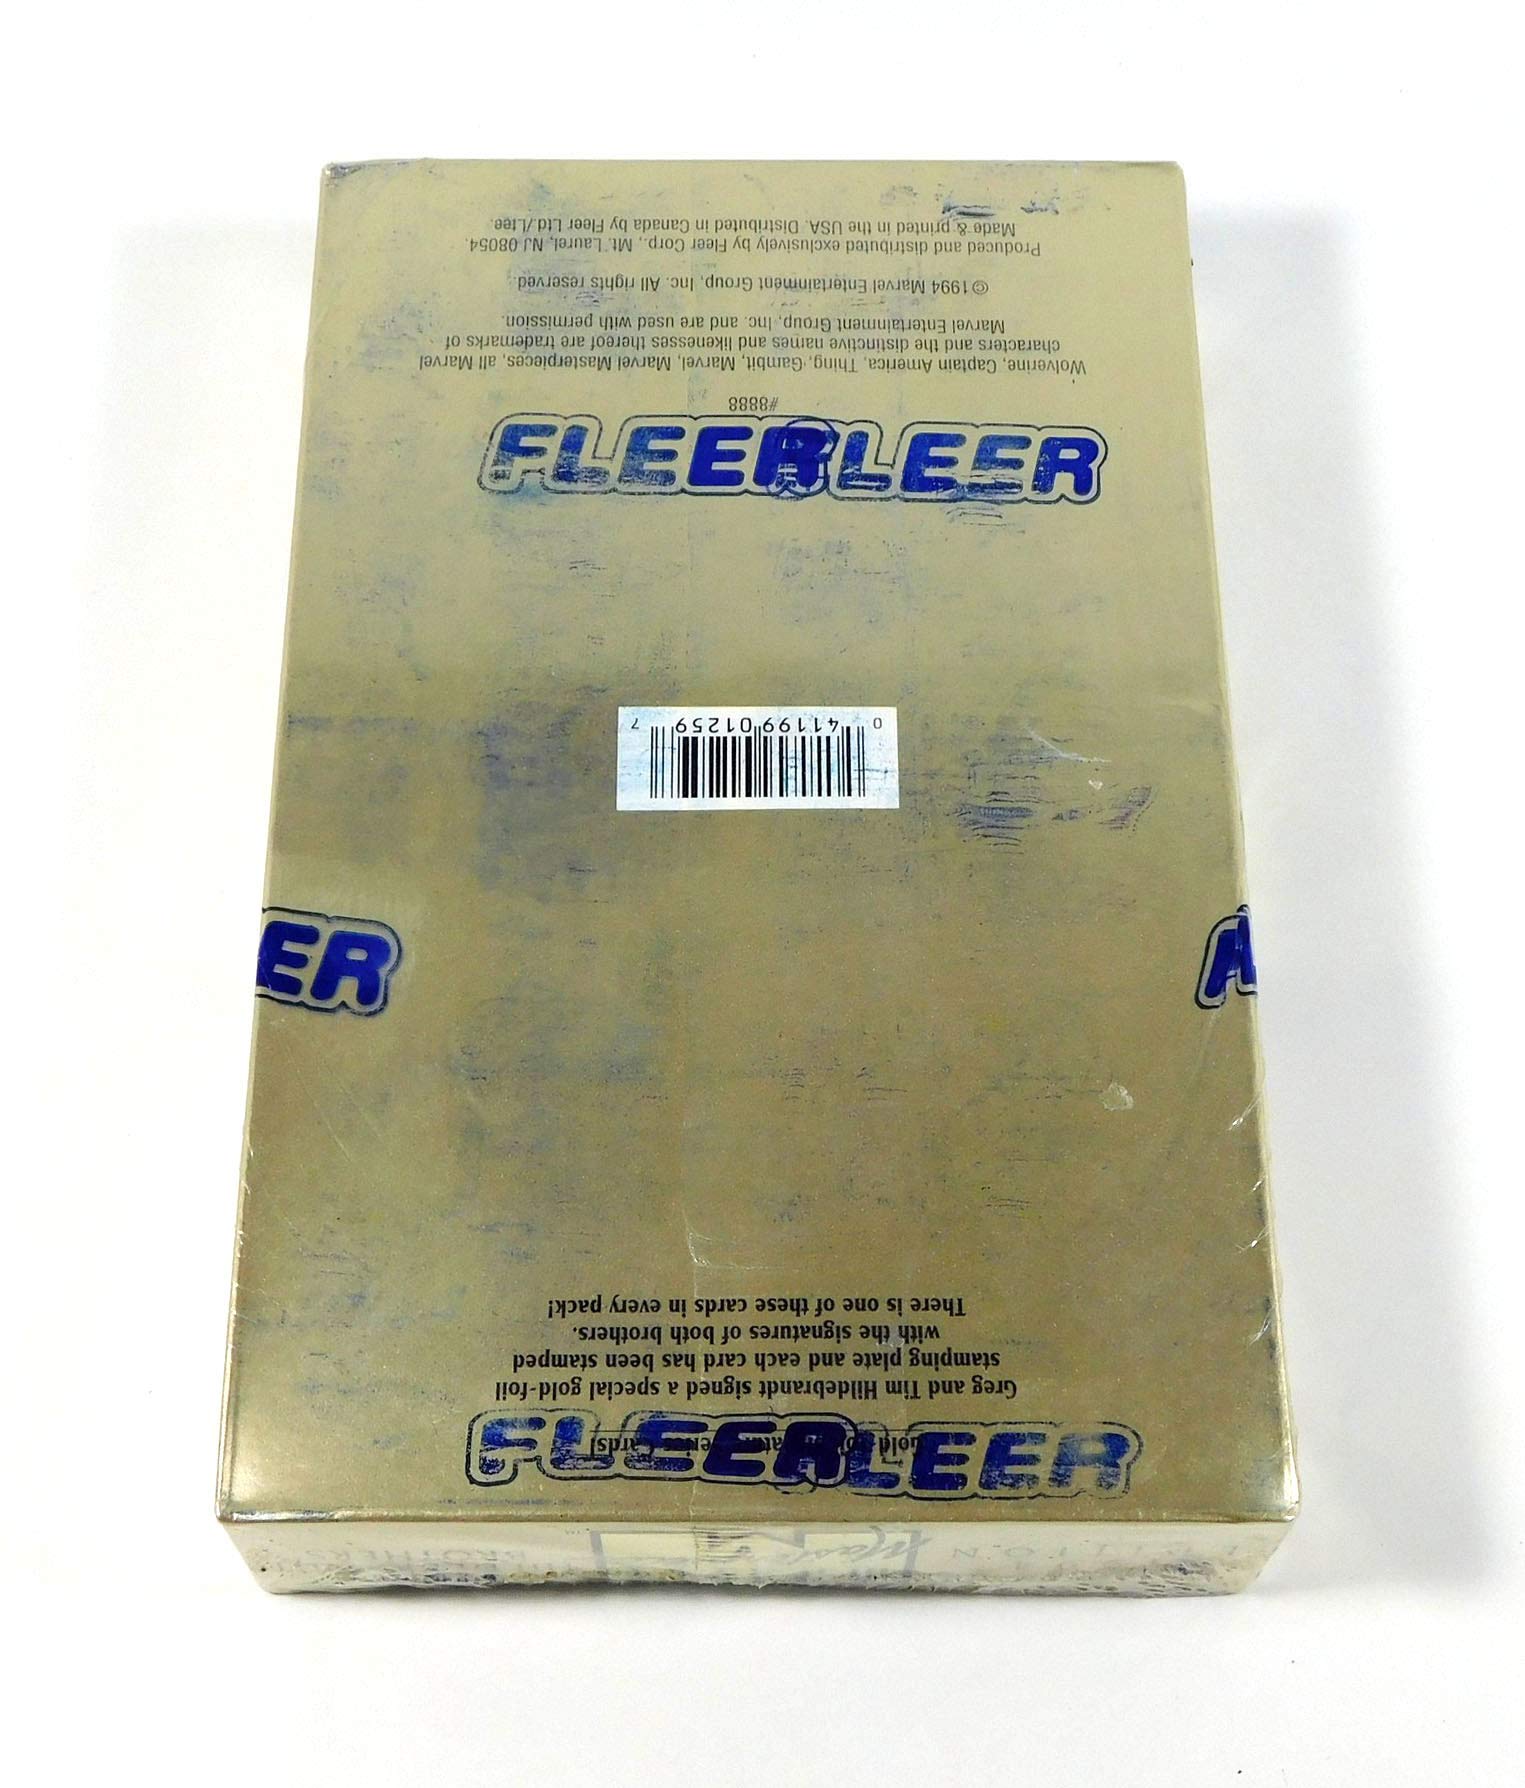 FLEERLEER
Gold
Cards!
Greg and Tim Hildebrandt signed a special gold-foil
stamping plate and each card has been stamped
with the signatures of both brothers.
There is one of these cards in every pack!
ER
0 41199 01259 7
FLEERLEER
#8888
Wolverine, Captain America, Thing, Gambit, Marvel, Marvel Masterpieces, all Marvel
characters and the distinctive names and likenesses thereof are trademarks of
Marvel Entertainment Group, Inc. and are used with permission.
©1994 Marvel Entertainment Group, Inc. All rights reserved.
Produced and distributed exclusively by Fleer Corp., Mt. Laurel, NJ 08054.
Made & printed in the USA. Distributed in Canada by Fleer Ltd./Ltee.